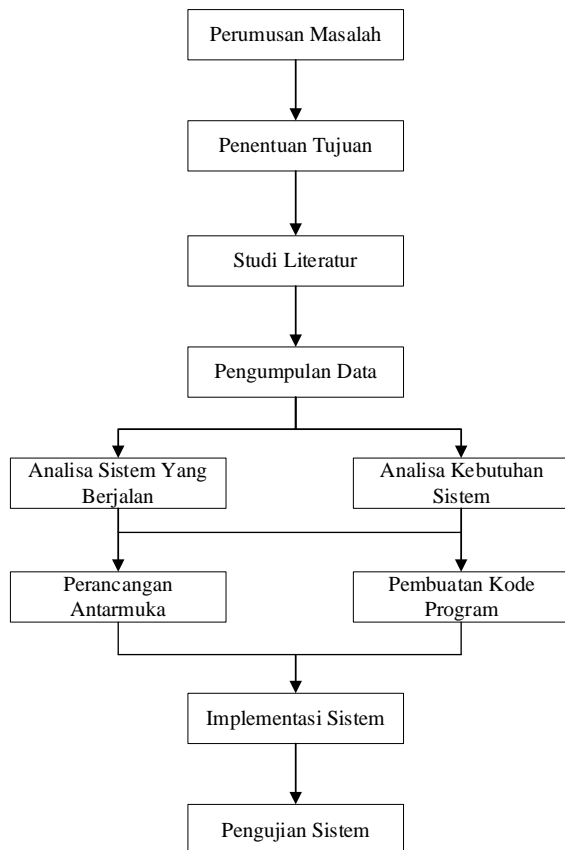 Perumusan Masalah
Penentuan Tujuan
Studi Literatur
Pengumpulan Data
Analisa Sistem Yang
Berjalan
Analisa Kebutuhan
Sistem
Perancangan
Antarmuka
Pembuatan Kode
Program
Implementasi Sistem
Pengujian Sistem